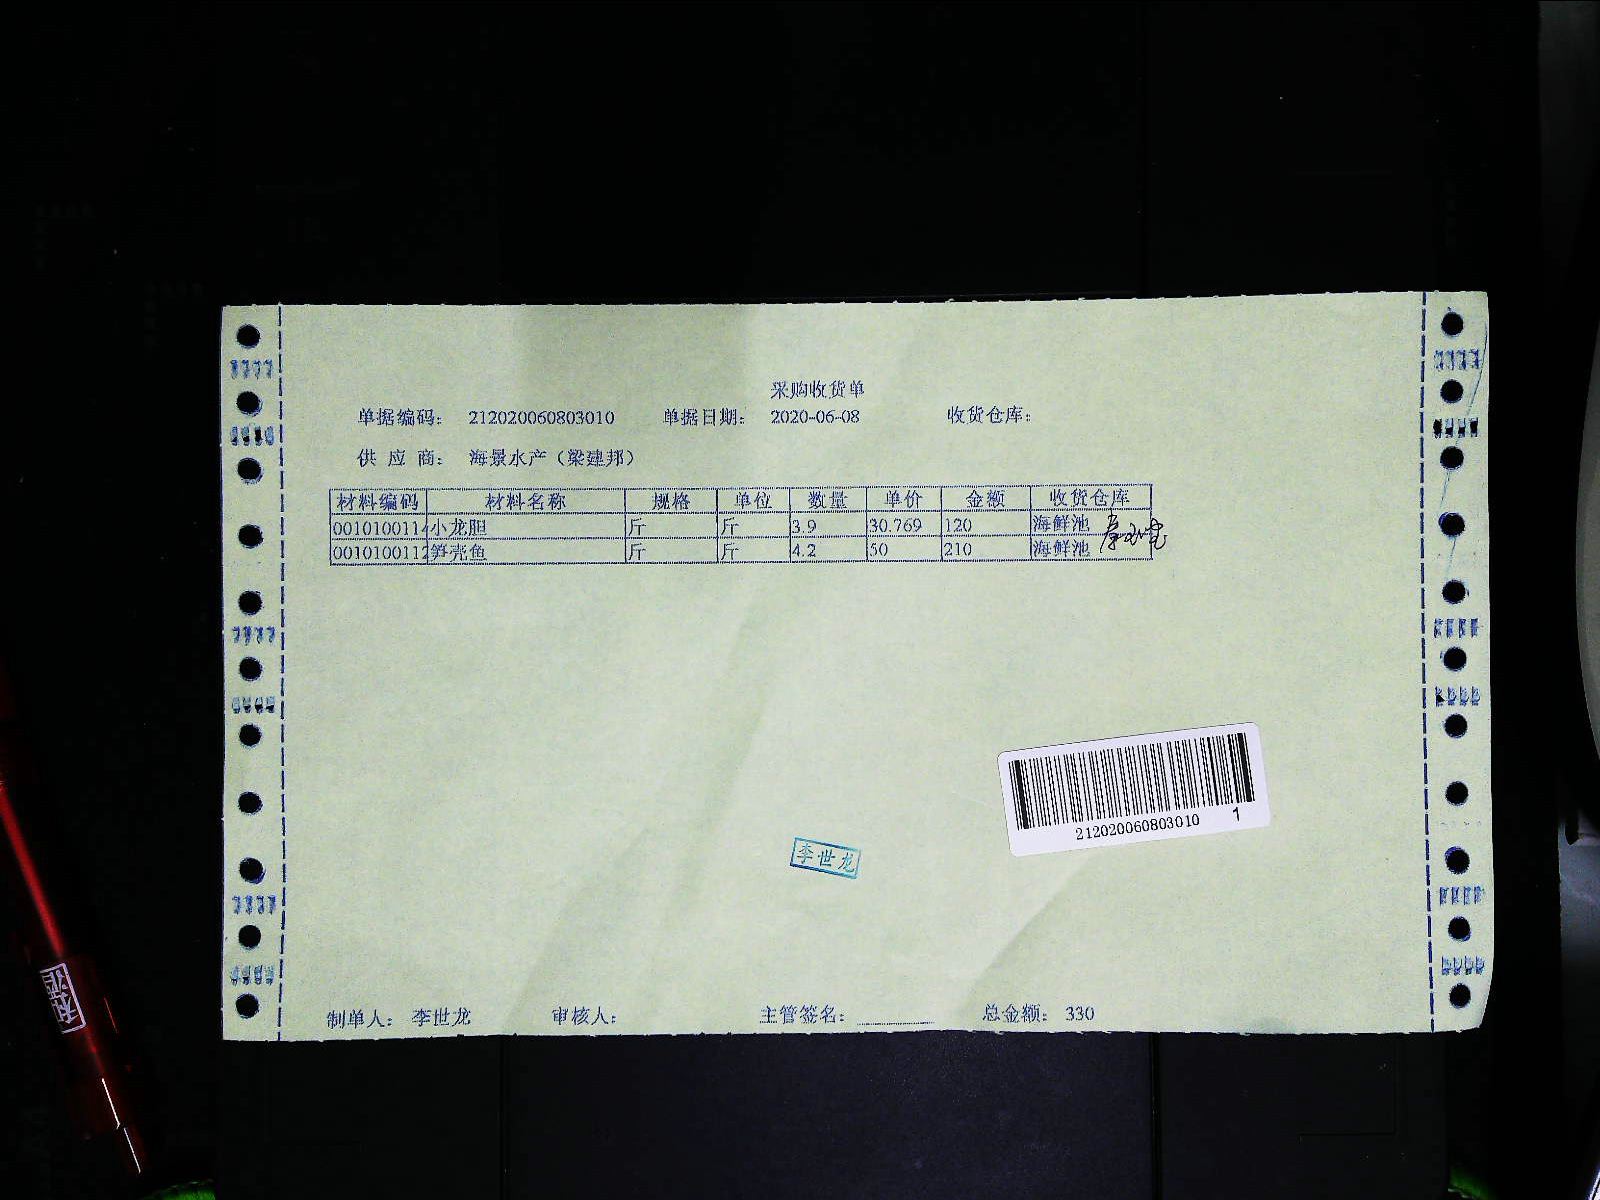 采购收货单
单据编码： 212020060803010 单据日期： 2020-06-08 收货仓库：
供 应 商： 海景水产（梁建邦）
材料编码 材料名称 规格 单位 数量 单价 金额 收货仓库
0010100114 小龙胆 斤 斤 3.9 30.769 120 海鲜池
0010100112 笋壳鱼 斤 斤 4.2 50 210 海鲜池
212020060803010 1
李世龙
制单人： 李世龙 审核人： 主管签名： 总金额： 330